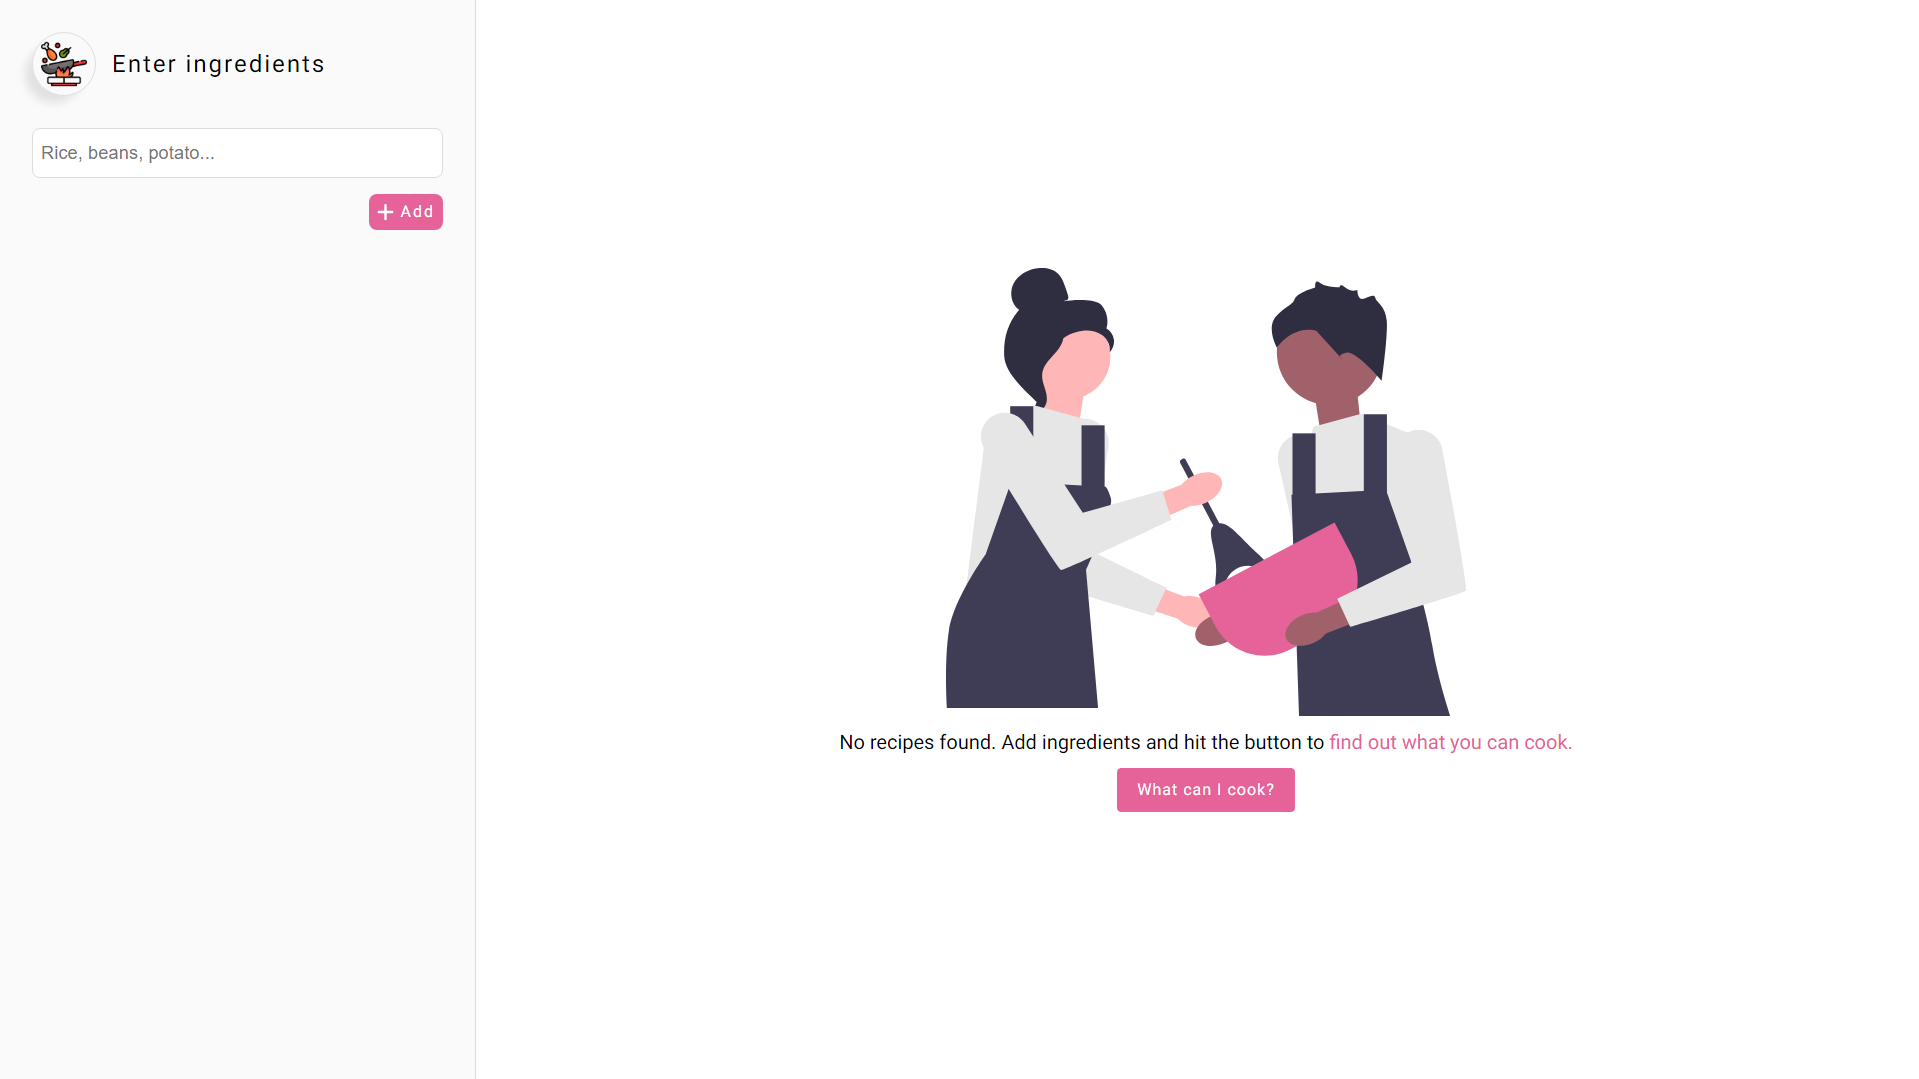 Enter ingredients
Rice, beans, potato...
Add
No recipes found. Add ingredients and hit the button to find out what you can cook.
What can I cook?